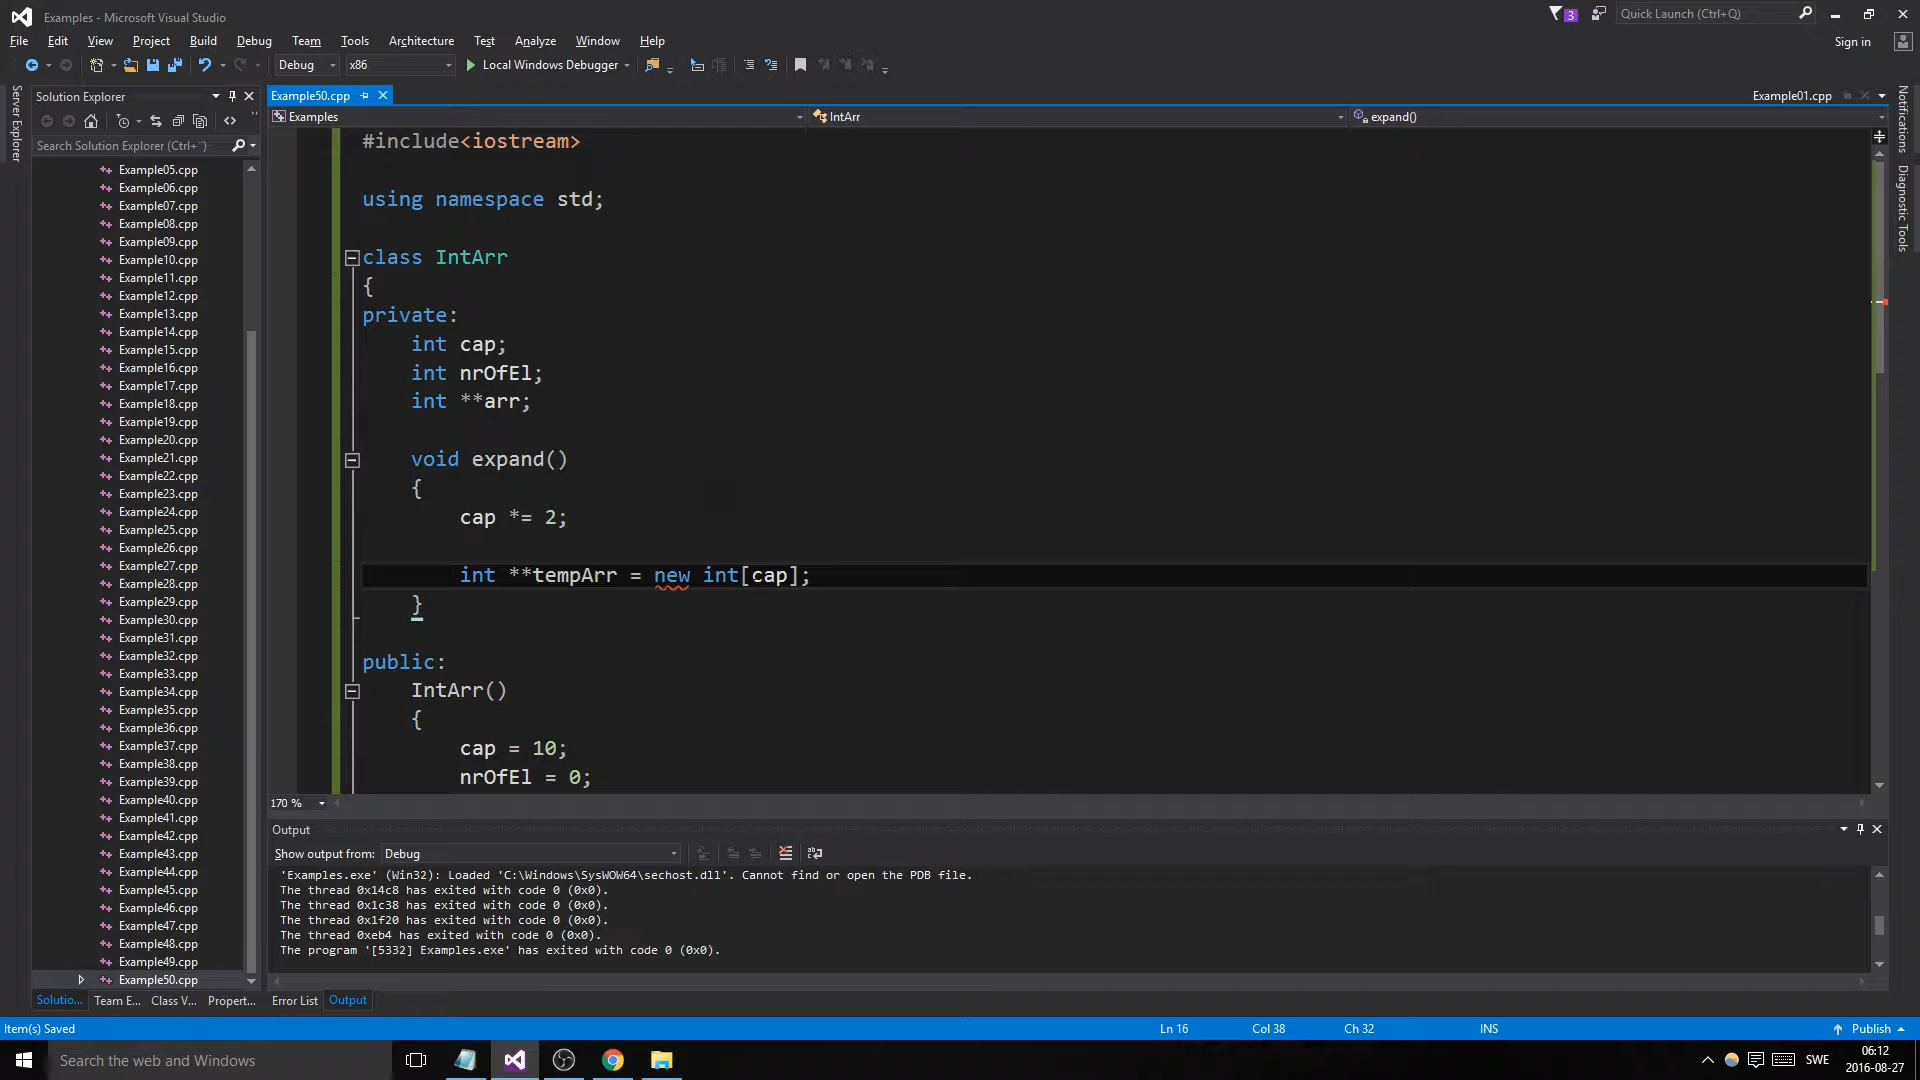 Examples - Microsoft Visual Studio
3
Quick Launch (Ctrl+Q)
File Edit View Project Build Debug Team Tools Architecture Test Analyze Window Help
Sign in
Debug x86 Local Windows Debugger
Server Explorer
Solution Explorer
Search Solution Explorer (Ctrl+¨)
Example05.cpp
Example06.cpp
Example07.cpp
Example08.cpp
Example09.cpp
Example10.cpp
Example11.cpp
Example12.cpp
Example13.cpp
Example14.cpp
Example15.cpp
Example16.cpp
Example17.cpp
Example18.cpp
Example19.cpp
Example20.cpp
Example21.cpp
Example22.cpp
Example23.cpp
Example24.cpp
Example25.cpp
Example26.cpp
Example27.cpp
Example28.cpp
Example29.cpp
Example30.cpp
Example31.cpp
Example32.cpp
Example33.cpp
Example34.cpp
Example35.cpp
Example36.cpp
Example37.cpp
Example38.cpp
Example39.cpp
Example40.cpp
Example41.cpp
Example42.cpp
Example43.cpp
Example44.cpp
Example45.cpp
Example46.cpp
Example47.cpp
Example48.cpp
Example49.cpp
Example50.cpp
Solutio... Team E... Class V... Propert...
Example50.cpp
Example01.cpp
Examples IntArr expand()
#include<iostream>
using namespace std;
class IntArr
{
private:
int cap;
int nrOfEl;
int **arr;
void expand()
{
cap *= 2;
int **tempArr = new int[cap];
}
public:
IntArr()
{
cap = 10;
nrOfEl = 0;
170 %
Notifications
Diagnostic Tools
Output
Show output from: Debug
'Examples.exe' (Win32): Loaded 'C:\Windows\SysWOW64\sechost.dll'. Cannot find or open the PDB file.
The thread 0x14c8 has exited with code 0 (0x0).
The thread 0x1c38 has exited with code 0 (0x0).
The thread 0x1f20 has exited with code 0 (0x0).
The thread 0xeb4 has exited with code 0 (0x0).
The program '[5332] Examples.exe' has exited with code 0 (0x0).
Error List Output
Item(s) Saved Ln 16 Col 38 Ch 32 INS Publish
Search the web and Windows
SWE
06:12
2016-08-27